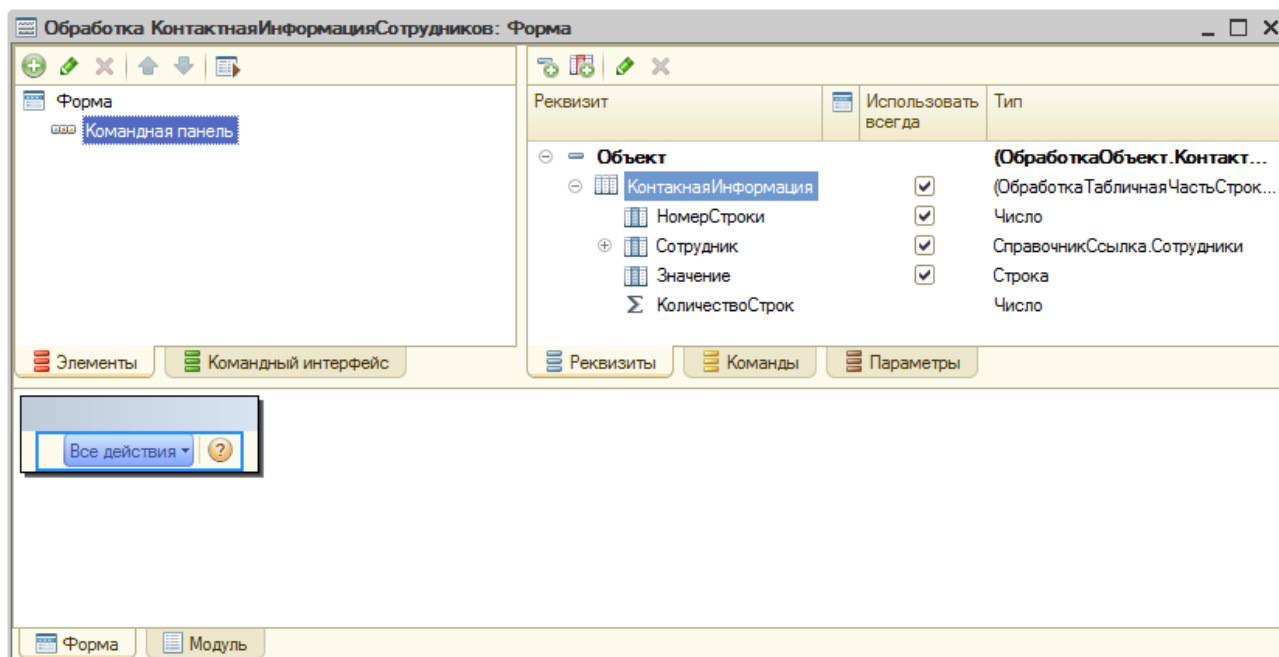 Обработка КонтактнаяИнформацияСотрудников: Форма
Форма
Командная панель
Элементы
Командный интерфейс
Реквизит
Использовать всегда
Тип
Объект
(ОбработкаОбъект.Контакт...
КонтакнаяИнформация
(ОбработкаТабличнаяЧастьСтрок...
НомерСтроки
Число
Сотрудник
СправочникСсылка.Сотрудники
Значение
Строка
КоличествоСтрок
Число
Реквизиты
Команды
Параметры
Все действия
Форма
Модуль